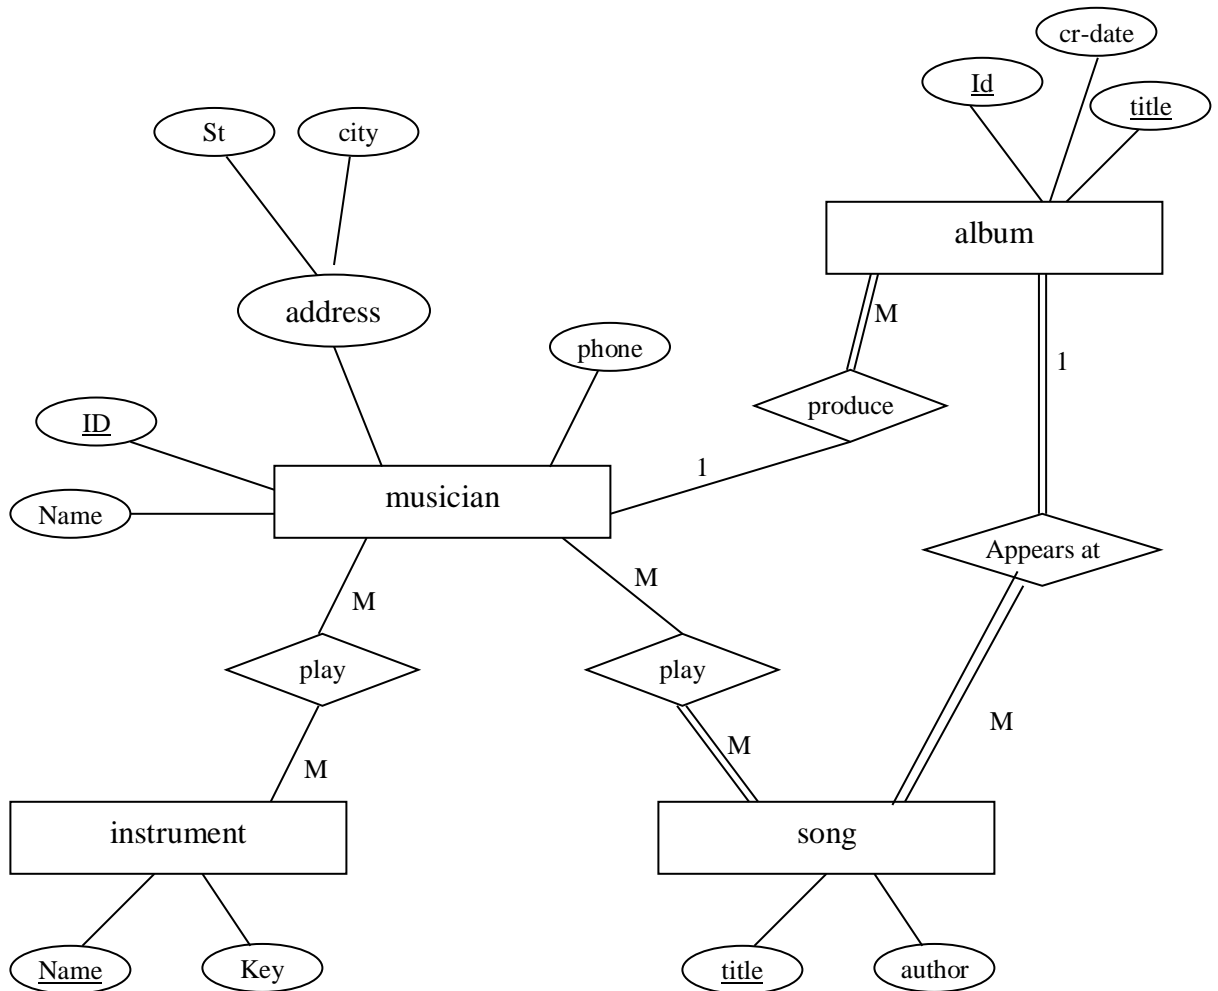 cr-date
Id
title
St
city
album
address
M
phone
1
produce
ID
1
musician
Name
Appears at
M
M
play
play
M
M
M
instrument
song
Name
Key
title
author